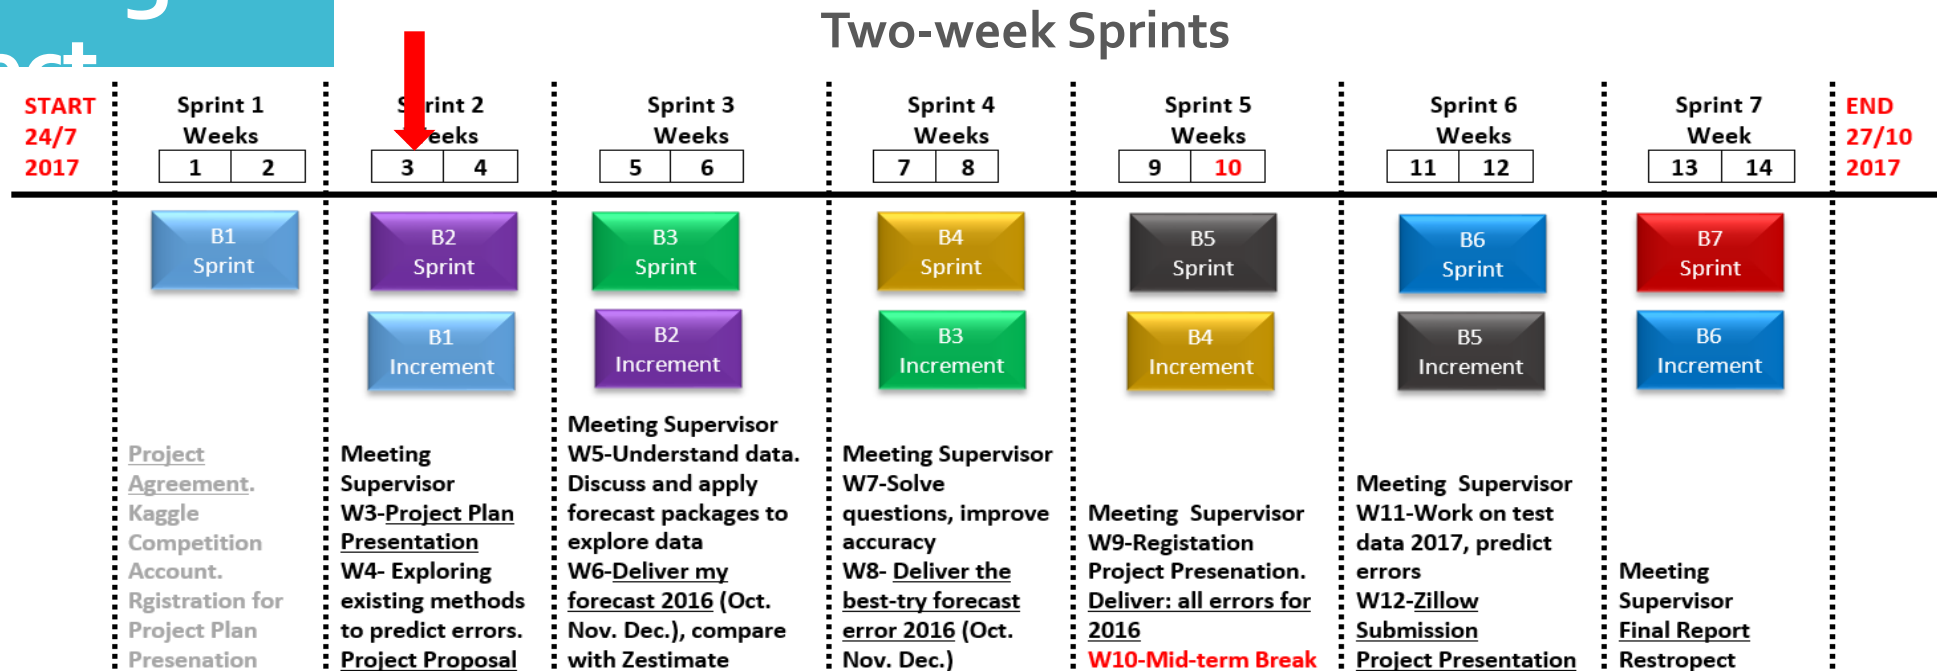 Two-week Sprints
START
24/7
2017
Sprint 1
Weeks
1 2
Sprint 2
Weeks
3 4
Sprint 3
Weeks
5 6
Sprint 4
Weeks
7 8
Sprint 5
Weeks
9 10
Sprint 6
Weeks
11 12
Sprint 7
Week
13 14
END
27/10
2017
B1
Sprint
B2
Sprint
B3
Sprint
B4
Sprint
B5
Sprint
B6
Sprint
B7
Sprint
B1
Increment
B2
Increment
B3
Increment
B4
Increment
B5
Increment
B6
Increment
Project
Agreement.
Kaggle
Competition
Account.
Rgistration for
Project Plan
Presenation
Meeting
Supervisor
W3-Project Plan
Presentation
W4- Exploring
existing methods
to predict errors.
Project Proposal
Meeting Supervisor
W5-Understand data.
Discuss and apply
forecast packages to
explore data
W6-Deliver my
forecast 2016 (Oct.
Nov. Dec.), compare
with Zestimate
Meeting Supervisor
W7-Solve
questions, improve
accuracy
W8- Deliver the
best-try forecast
error 2016 (Oct.
Nov. Dec.)
Meeting Supervisor
W9-Registation
Project Presenation.
Deliver: all errors for
2016
W10-Mid-term Break
Meeting Supervisor
W11-Work on test
data 2017, predict
errors
W12-Zillow
Submission
Project Presentation
Meeting
Supervisor
Final Report
Restropect